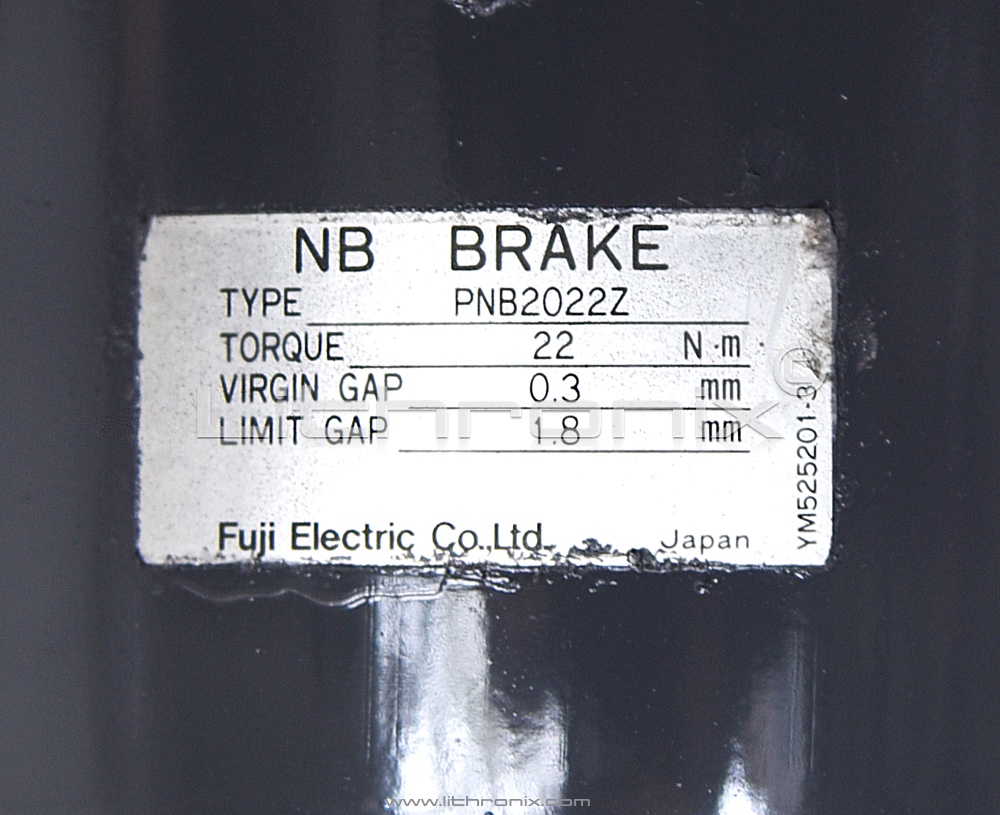 NB BRAKE
TYPE PNB2022Z
TORQUE 22 N·m
VIRGIN GAP 0.3 mm
LIMIT GAP 1.8 mm
Fuji Electric Co.,Ltd. Japan
YM525201-3
lithronix ©
www.lithronix.com